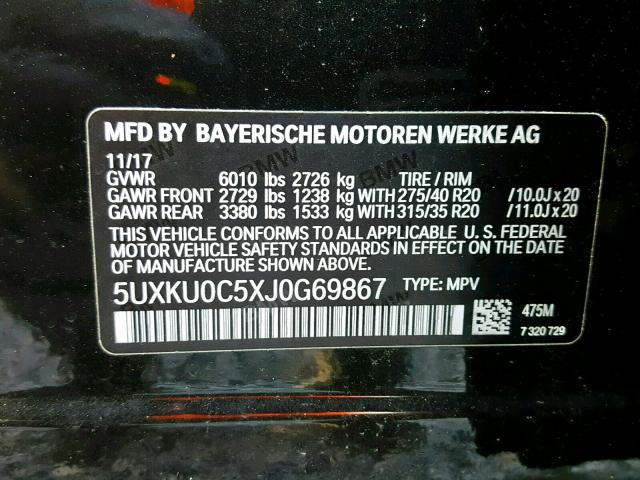 MFD BY BAYERISCHE MOTOREN WERKE AG
11/17
GVWR 6010 lbs 2726 kg TIRE / RIM
GAWR FRONT 2729 lbs 1238 kg WITH 275/40 R20 /10.0J x 20
GAWR REAR 3380 lbs 1533 kg WITH 315/35 R20 /11.0J x 20
THIS VEHICLE CONFORMS TO ALL APPLICABLE U. S. FEDERAL
MOTOR VEHICLE SAFETY STANDARDS IN EFFECT ON THE DATE
OF MANUFACTURE SHOWN ABOVE.
5UXKU0C5XJ0G69867 TYPE: MPV
475M
7 320 729